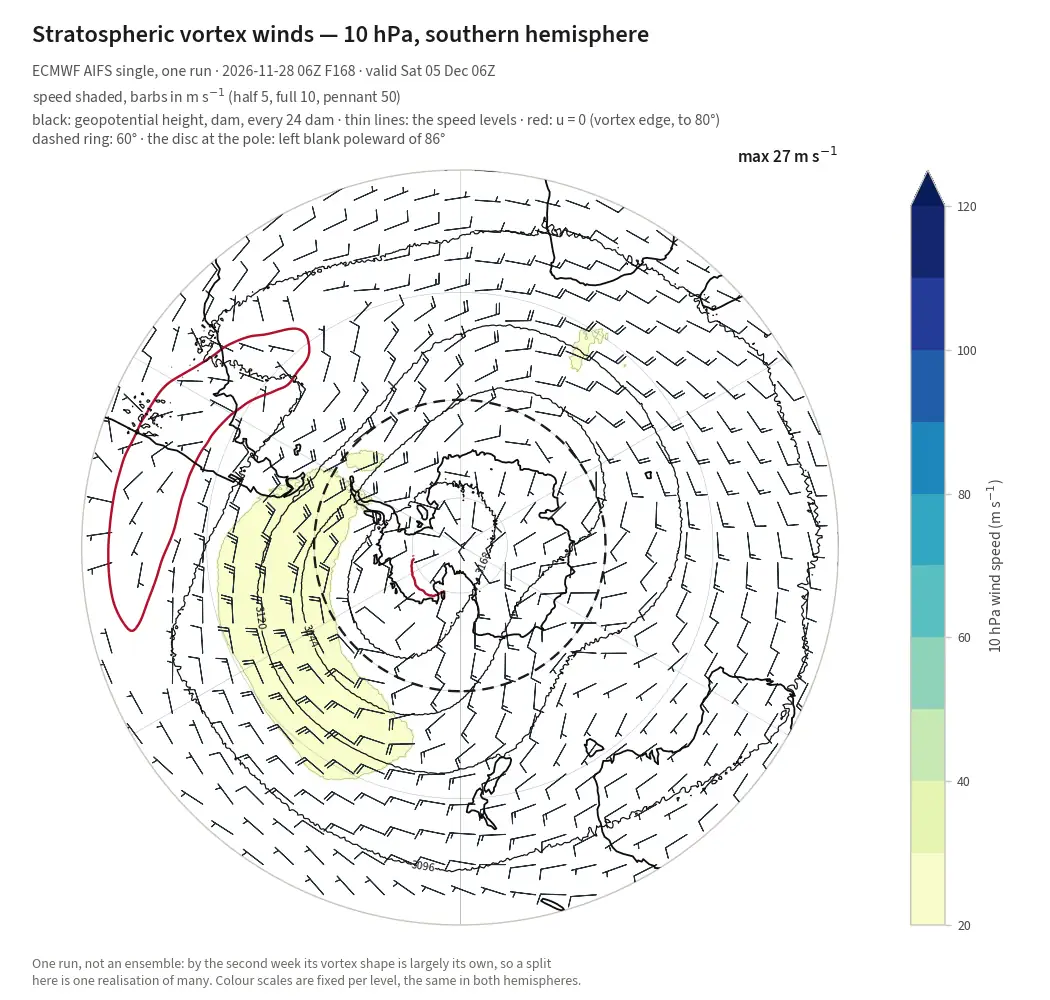 Stratospheric vortex winds — 10 hPa, southern hemisphere
ECMWF AIFS single, one run · 2026-11-28 06Z F168 · valid Sat 05 Dec 06Z
speed shaded, barbs in m s⁻¹ (half 5, full 10, pennant 50)
black: geopotential height, dam, every 24 dam · thin lines: the speed levels · red: u = 0 (vortex edge, to 80°)
dashed ring: 60° · the disc at the pole: left blank poleward of 86°
max 27 m s⁻¹
120
100
80
60
40
20
10 hPa wind speed (m s⁻¹)
3168
3120
3144
3096
One run, not an ensemble: by the second week its vortex shape is largely its own, so a split
here is one realisation of many. Colour scales are fixed per level, the same in both hemispheres.